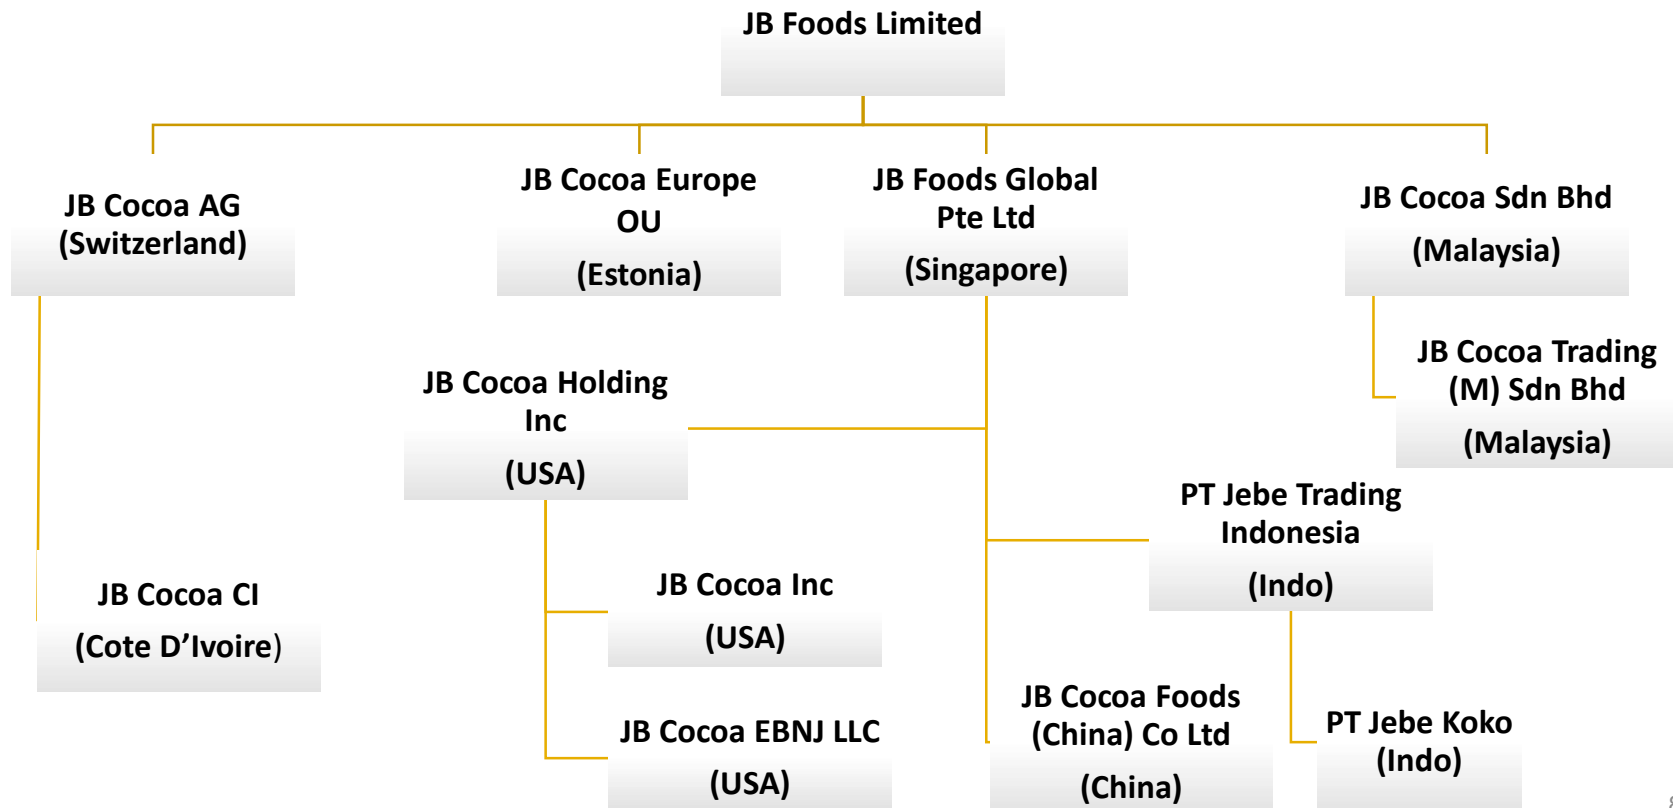 JB Foods Limited
JB Cocoa AG
(Switzerland)
JB Cocoa Europe
OU
(Estonia)
JB Foods Global
Pte Ltd
(Singapore)
JB Cocoa Sdn Bhd
(Malaysia)
JB Cocoa Trading
(M) Sdn Bhd
(Malaysia)
JB Cocoa Holding
Inc
(USA)
PT Jebe Trading
Indonesia
(Indo)
JB Cocoa CI
(Cote D’Ivoire)
JB Cocoa Inc
(USA)
JB Cocoa EBNJ LLC
(USA)
JB Cocoa Foods
(China) Co Ltd
(China)
PT Jebe Koko
(Indo)